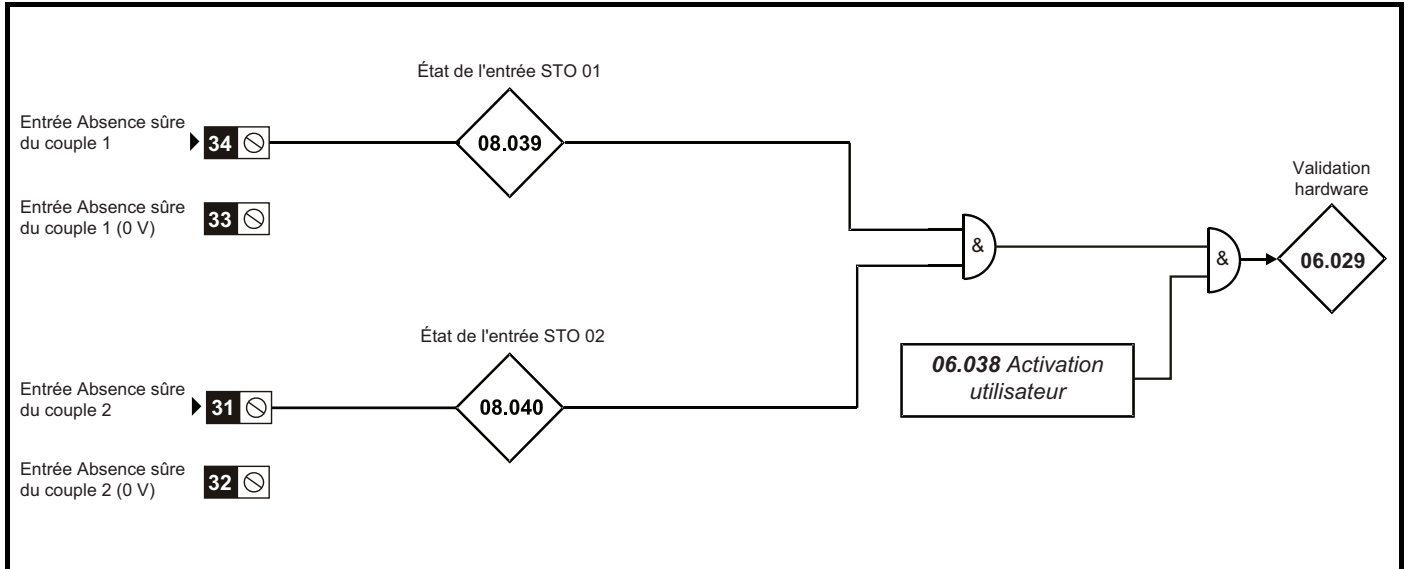 État de l'entrée STO 01
Entrée Absence sûre
du couple 1
34
08.039
Entrée Absence sûre
du couple 1 (0 V)
33
&
&
Validation
hardware
06.029
État de l'entrée STO 02
06.038 Activation
utilisateur
Entrée Absence sûre
du couple 2
31
08.040
Entrée Absence sûre
du couple 2 (0 V)
32